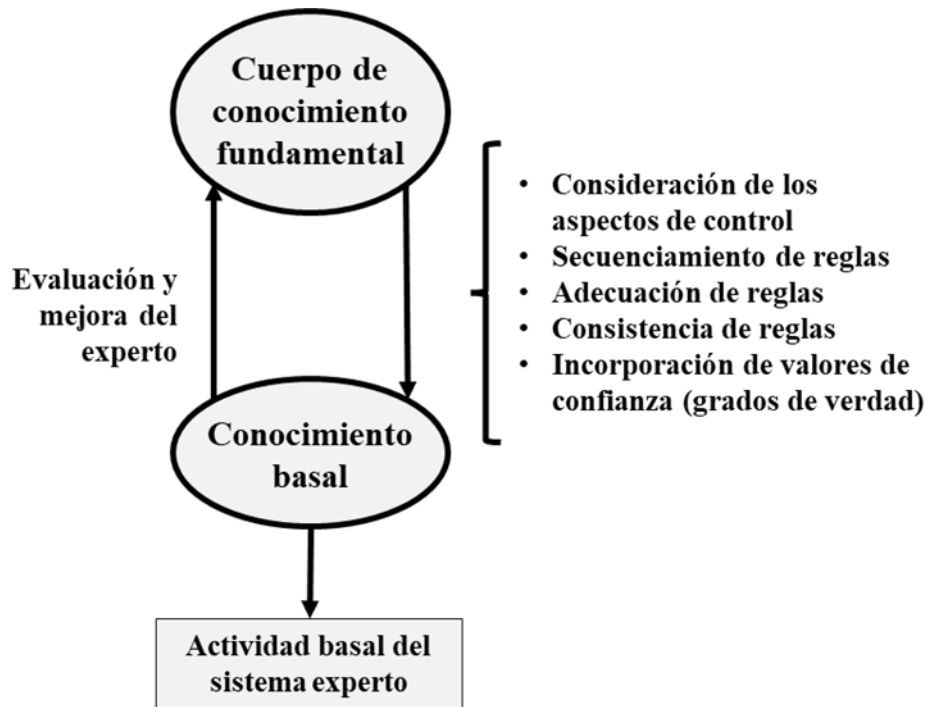 Cuerpo de
conocimiento
fundamental
Evaluación y
mejora del
experto
• Consideración de los
aspectos de control
• Secuenciamiento de reglas
• Adecuación de reglas
• Consistencia de reglas
• Incorporación de valores de
confianza (grados de verdad)
Conocimiento
basal
Actividad basal del
sistema experto